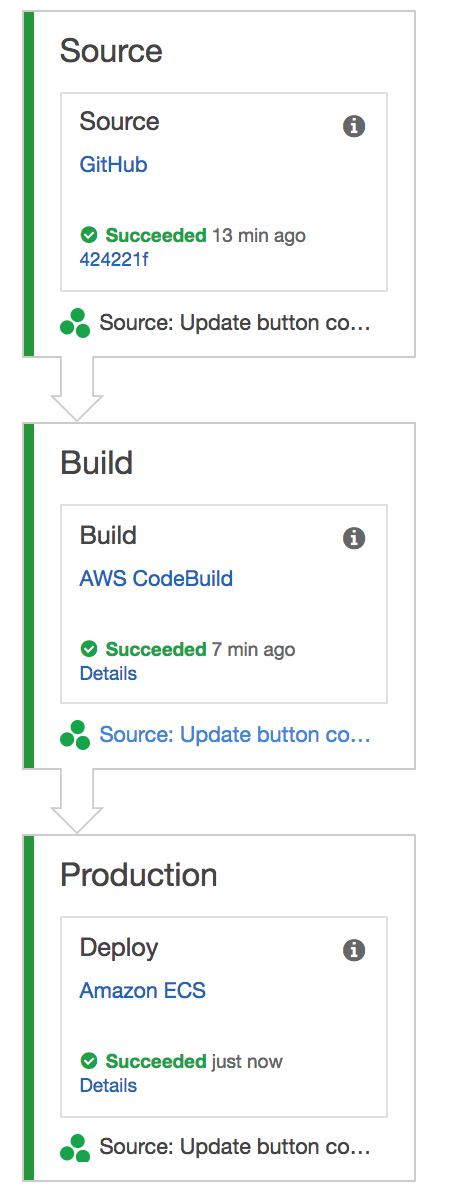 Source
Source
GitHub
Succeeded 13 min ago
424221f
Source: Update button co…
Build
Build
AWS CodeBuild
Succeeded 7 min ago
Details
Source: Update button co…
Production
Deploy
Amazon ECS
Succeeded just now
Details
Source: Update button co…